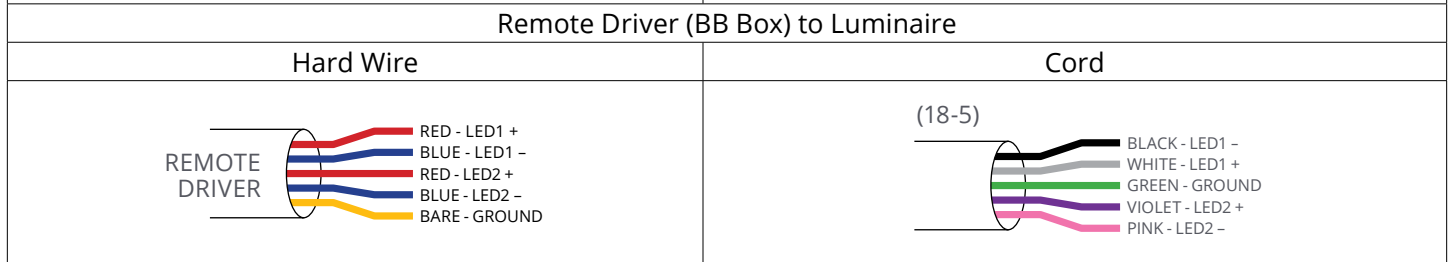 Remote Driver (BB Box) to Luminaire
Hard Wire
Cord
REMOTE
DRIVER
RED - LED1 +
BLUE - LED1 –
RED - LED2 +
BLUE - LED2 –
BARE - GROUND
(18-5)
BLACK - LED1 –
WHITE - LED1 +
GREEN - GROUND
VIOLET - LED2 +
PINK - LED2 –